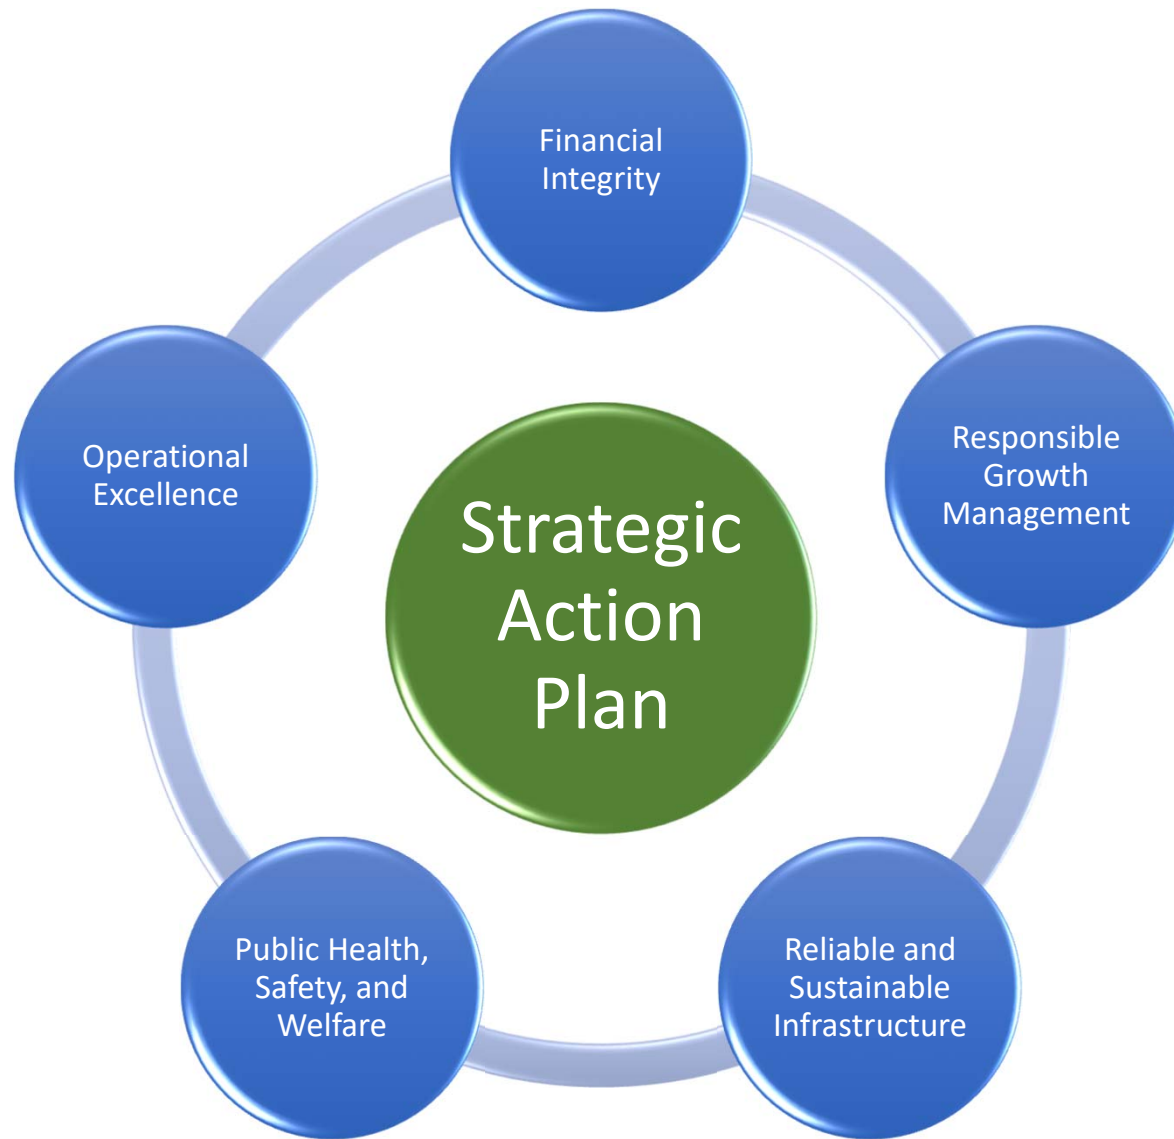 Financial
Integrity
Responsible
Growth
Management
Reliable and
Sustainable
Infrastructure
Public Health,
Safety, and
Welfare
Operational
Excellence
Strategic
Action
Plan